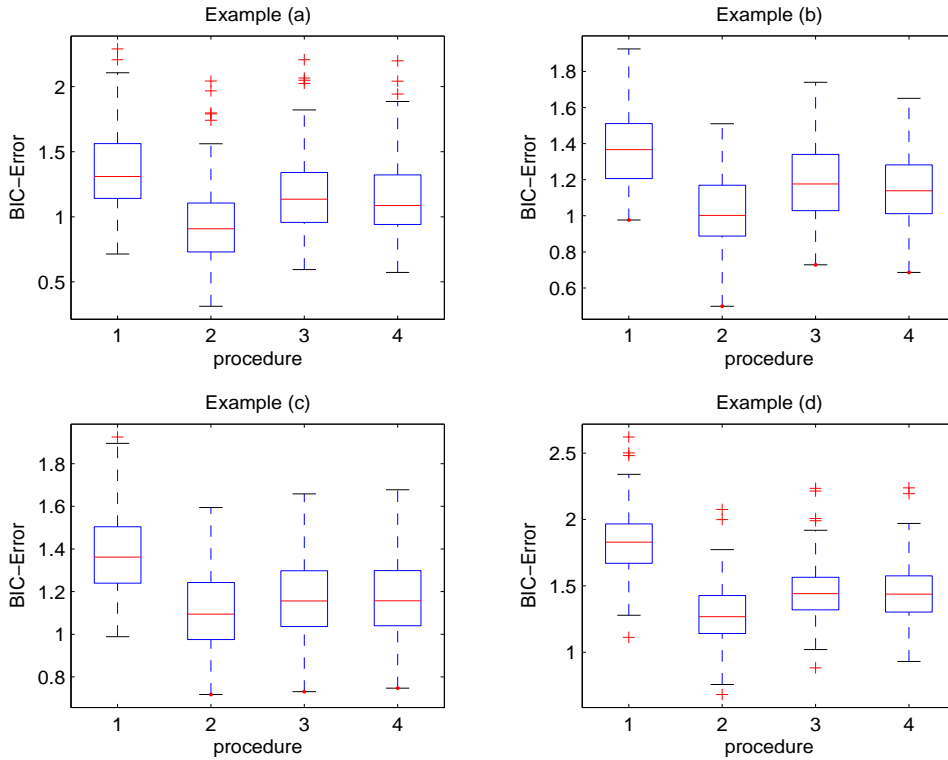 Example (a)
BIC−Error
2
1.5
1
0.5
1 2 3 4
procedure
Example (b)
BIC−Error
1.8
1.6
1.4
1.2
1
0.8
0.6
1 2 3 4
procedure
Example (c)
BIC−Error
1.8
1.6
1.4
1.2
1
0.8
1 2 3 4
procedure
Example (d)
BIC−Error
2.5
2
1.5
1
1 2 3 4
procedure